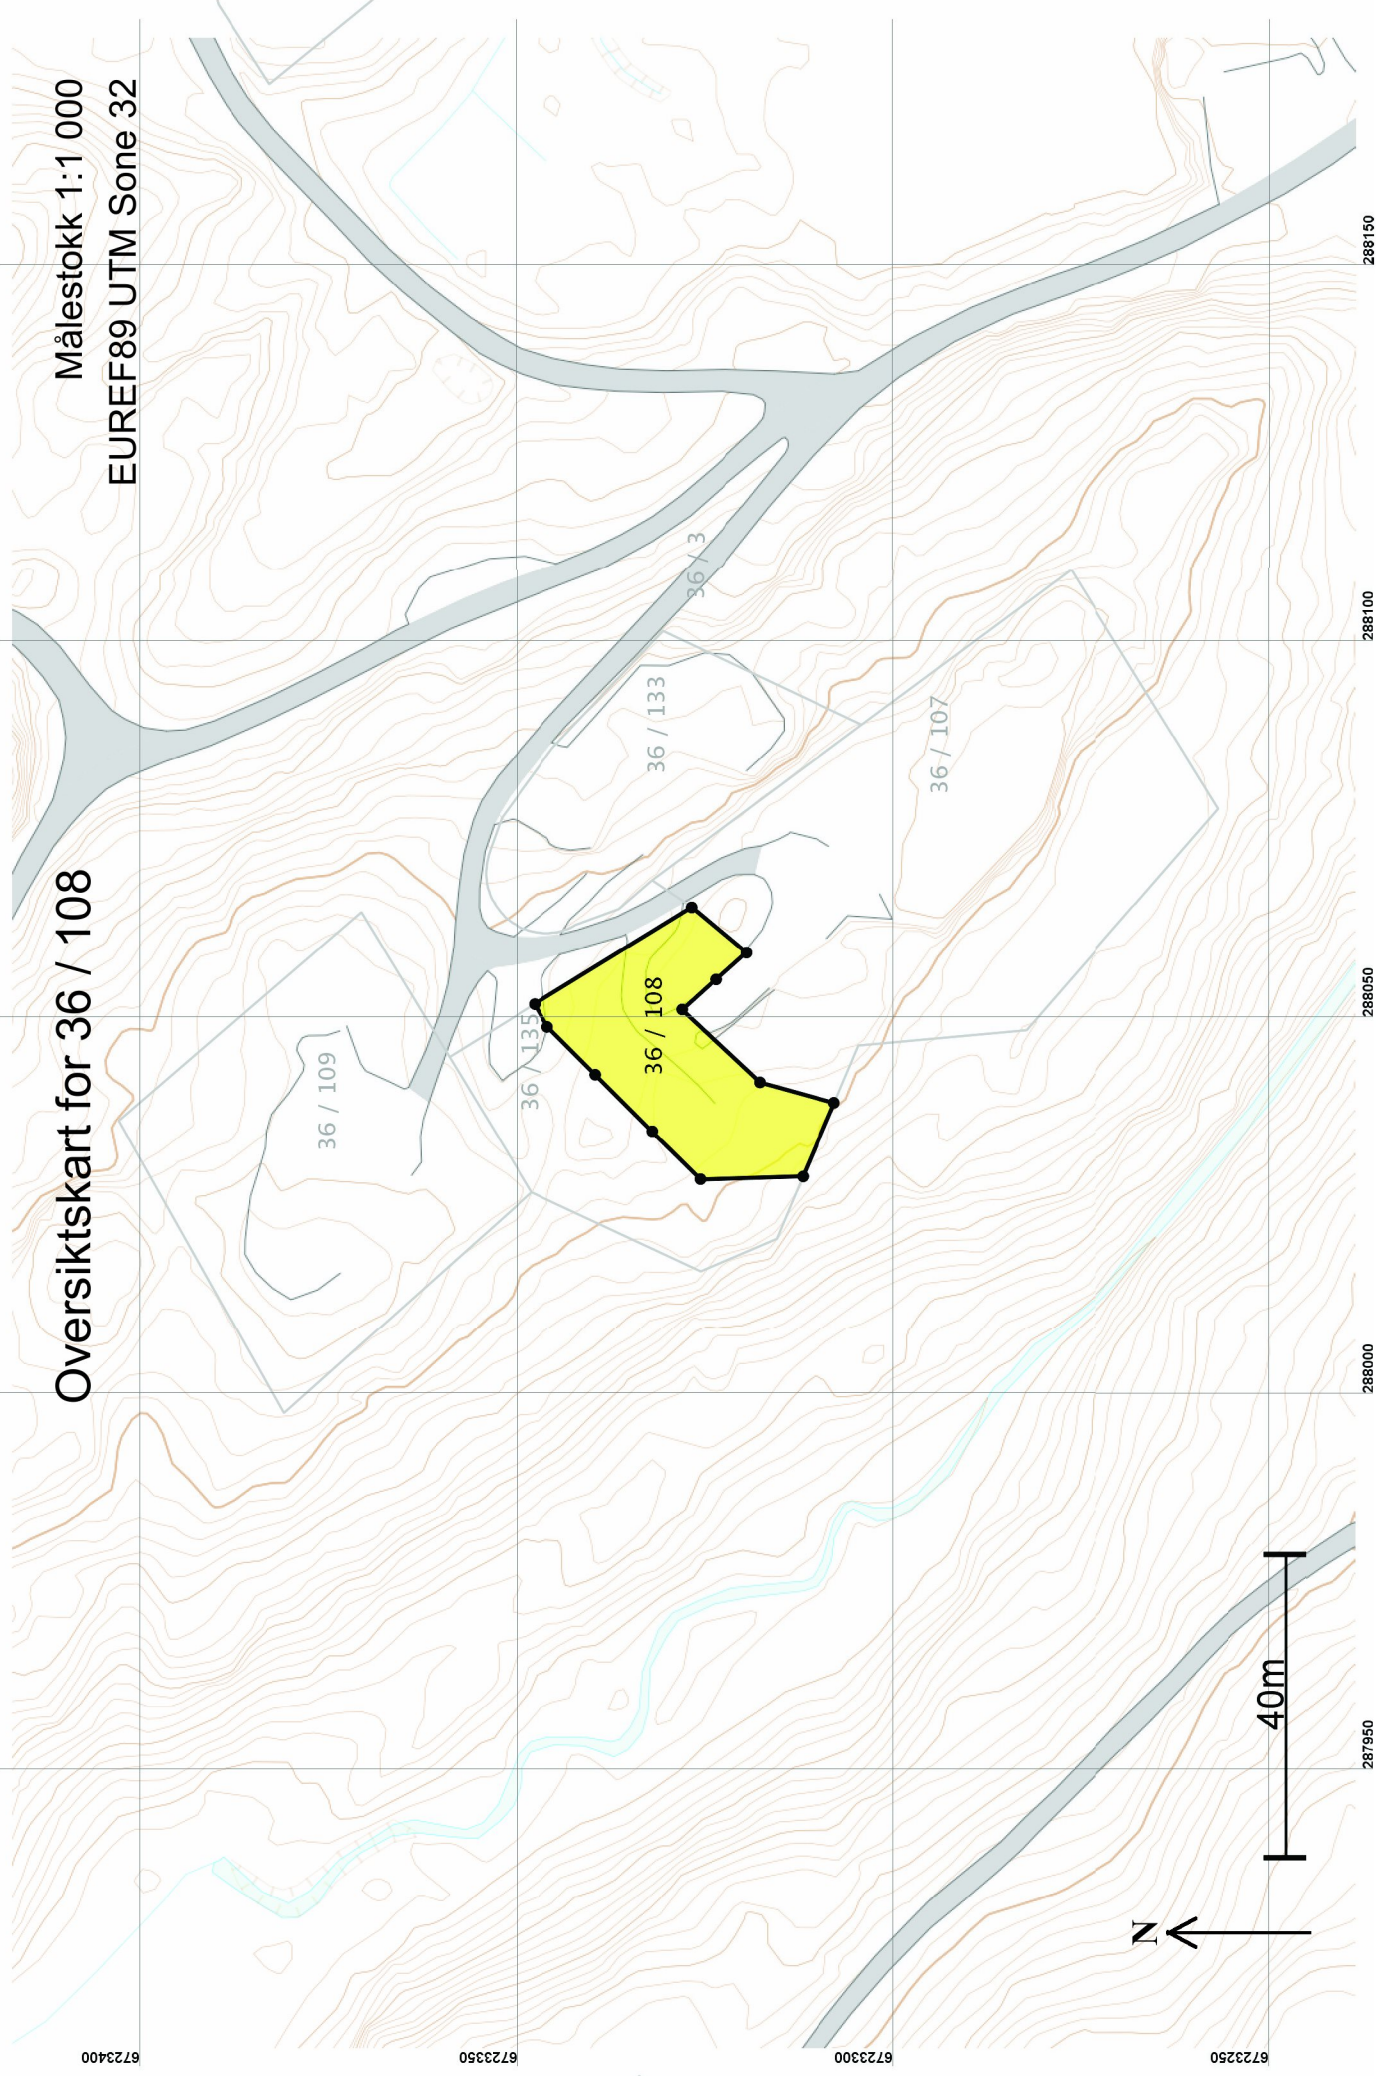 Oversiktskart for 36 / 108
Målestokk 1:1 000
EUREF89 UTM Sone 32
36 / 109
36 / 135
36 / 108
36 / 133
36 / 3
36 / 107
N
40m
6723400
6723350
6723300
6723250
287950
288000
288050
288100
288150